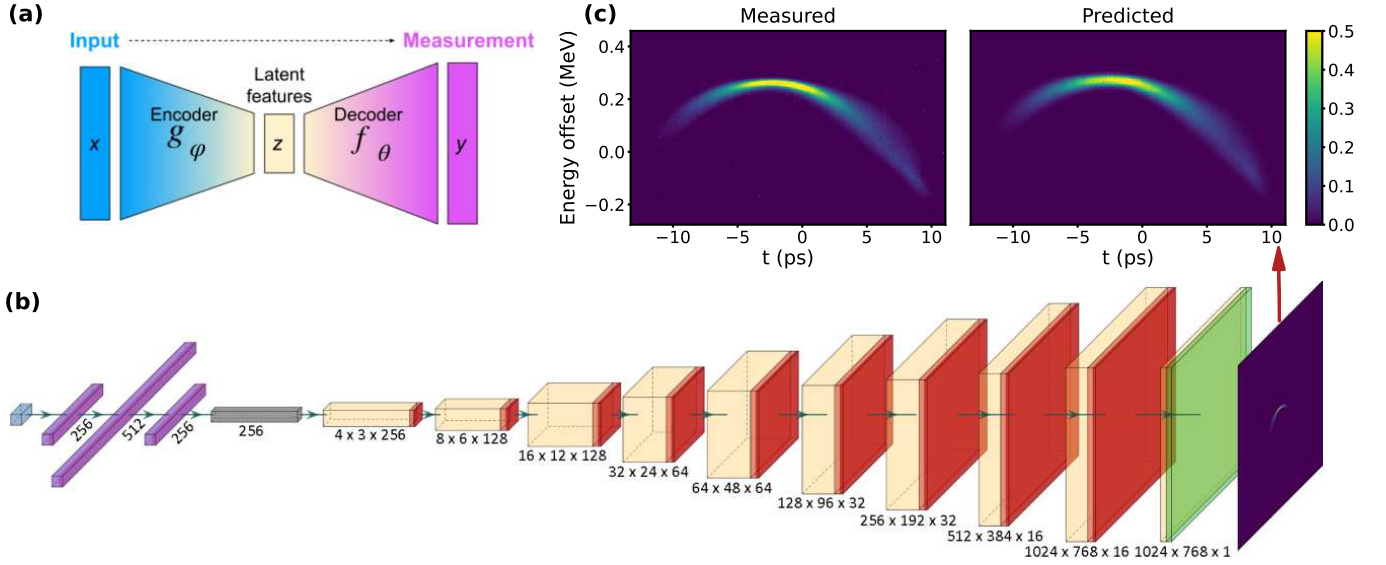 (a)
Input
Measurement
x
Encoder
g φ
Latent
features
z
Decoder
f θ
y
(c)
Measured
Predicted
Energy offset (MeV)
0.4
0.2
0.0
−0.2
−10
−5
0
5
10
t (ps)
−10
−5
0
5
10
t (ps)
0.5
0.4
0.3
0.2
0.1
0.0
(b)
256
512
256
256
4 x 3 x 256
8 x 6 x 128
16 x 12 x 128
32 x 24 x 64
64 x 48 x 64
128 x 96 x 32
256 x 192 x 32
512 x 384 x 16
1024 x 768 x 16
1024 x 768 x 1